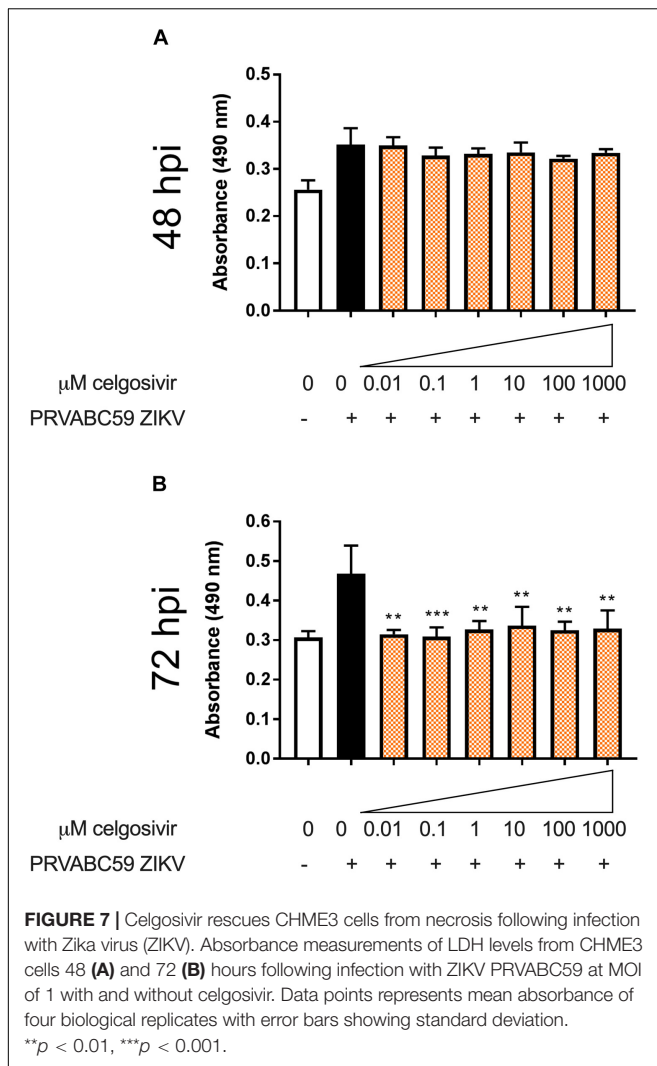 A
0.5
0.4
0.3
0.2
0.1
0.0
Absorbance (490 nm)
48 hpi
μM celgosivir 0 0 0.01 0.1 1 10 100 1000
PRVABC59 ZIKV - + + + + + + +
B
0.6
0.5
0.4
0.3
0.2
0.1
0.0
Absorbance (490 nm)
72 hpi
** *** ** ** ** **
μM celgosivir 0 0 0.01 0.1 1 10 100 1000
PRVABC59 ZIKV - + + + + + + +
FIGURE 7 | Celgosivir rescues CHME3 cells from necrosis following infection
with Zika virus (ZIKV). Absorbance measurements of LDH levels from CHME3
cells 48 (A) and 72 (B) hours following infection with ZIKV PRVABC59 at MOI
of 1 with and without celgosivir. Data points represents mean absorbance of
four biological replicates with error bars showing standard deviation.
**p < 0.01, ***p < 0.001.